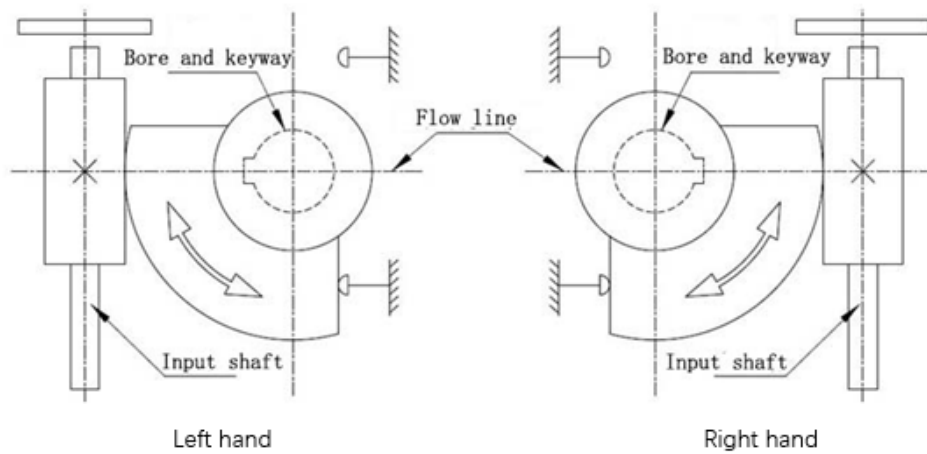 Bore and keyway
Bore and keyway
Flow line
Input shaft
Input shaft
Left hand
Right hand